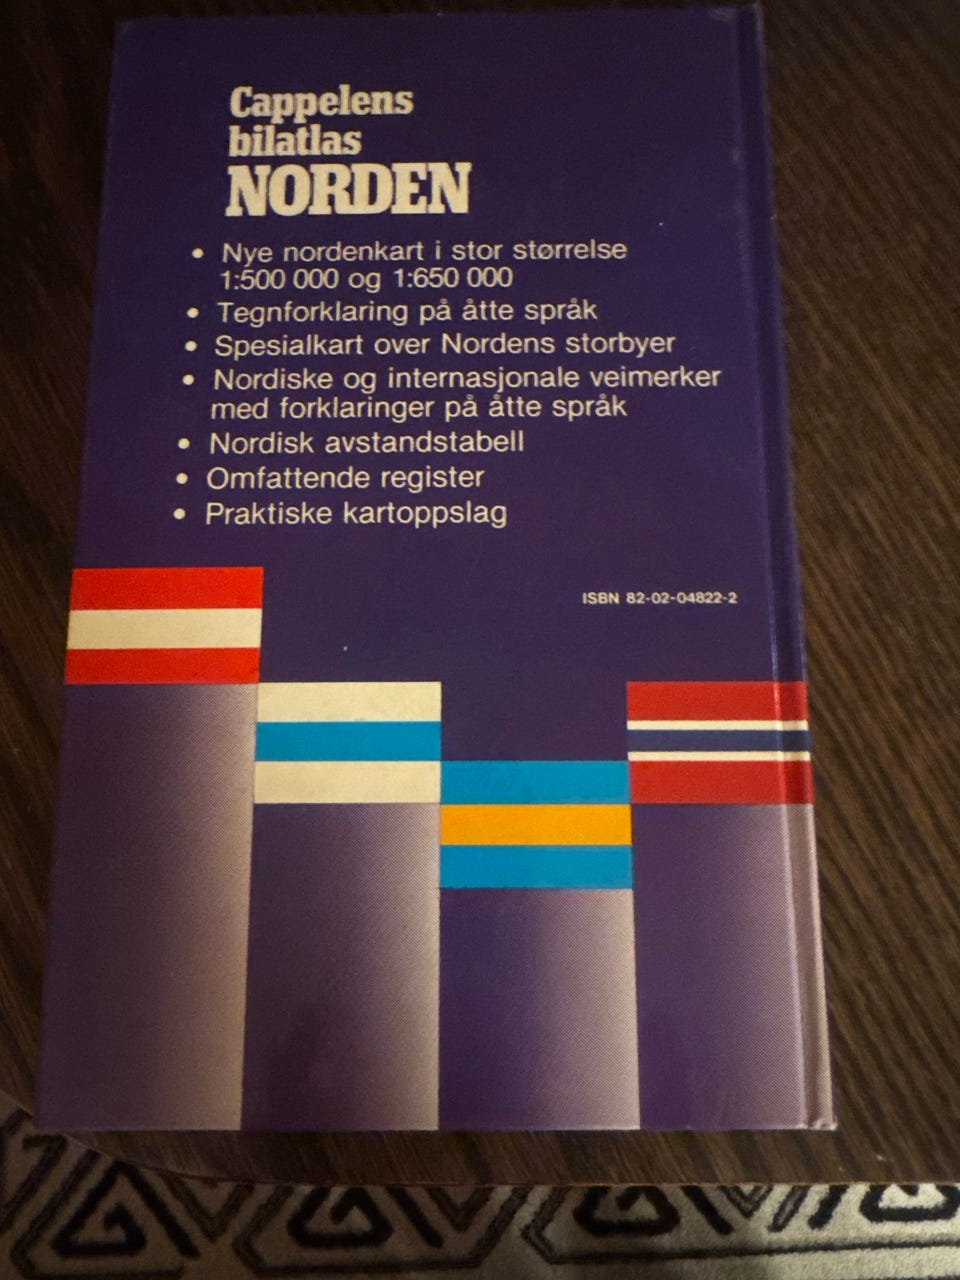 Cappelens
bilatlas
NORDEN
• Nye nordenkart i stor størrelse
1:500 000 og 1:650 000
• Tegnforklaring på åtte språk
• Spesialkart over Nordens storbyer
• Nordiske og internasjonale veimerker
med forklaringer på åtte språk
• Nordisk avstandstabell
• Omfattende register
• Praktiske kartoppslag
ISBN 82-02-04822-2